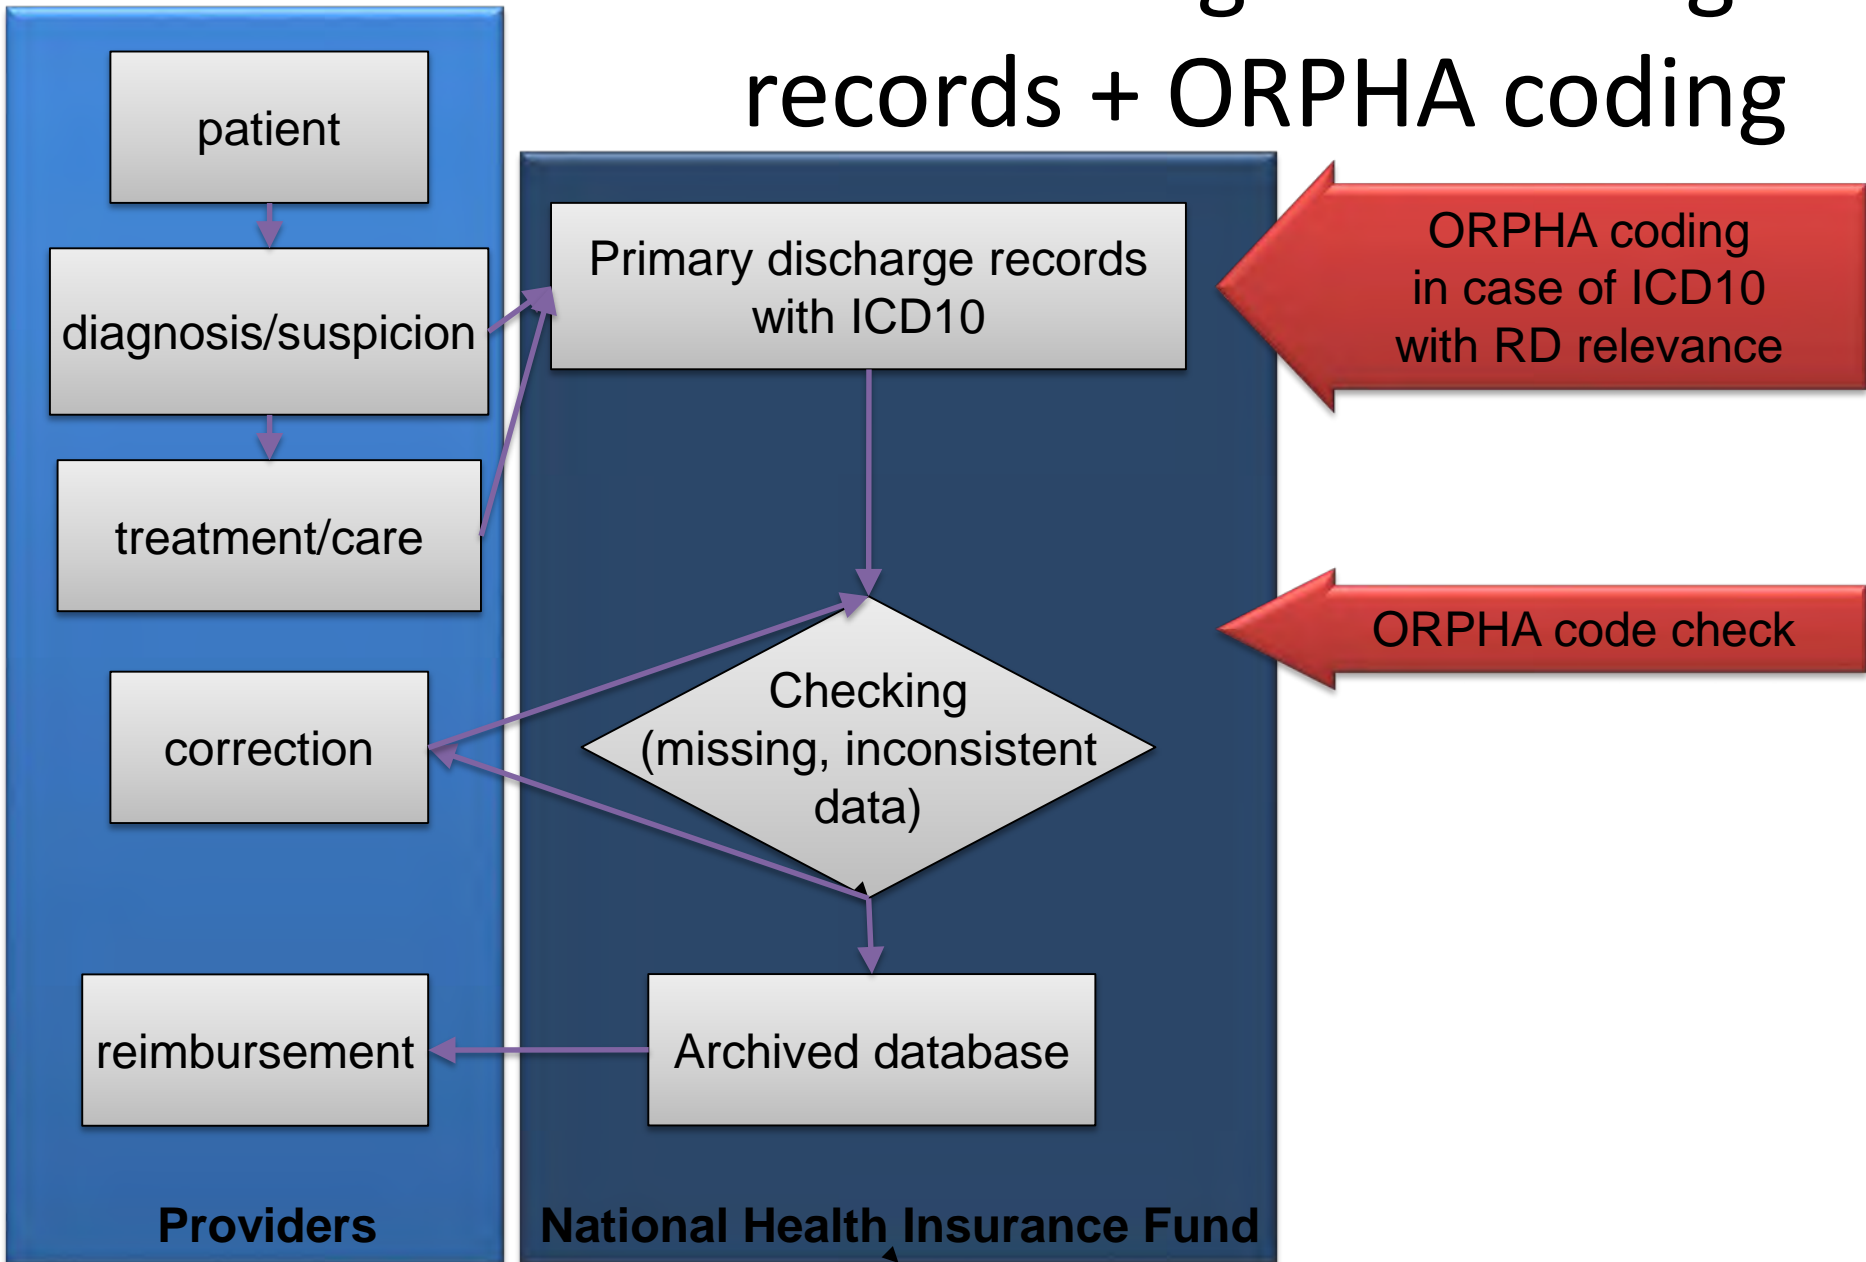 records + ORPHA coding
patient
diagnosis/suspicion
treatment/care
correction
reimbursement
Providers
Primary discharge records
with ICD10
Checking
(missing, inconsistent
data)
Archived database
National Health Insurance Fund
ORPHA coding
in case of ICD10
with RD relevance
ORPHA code check